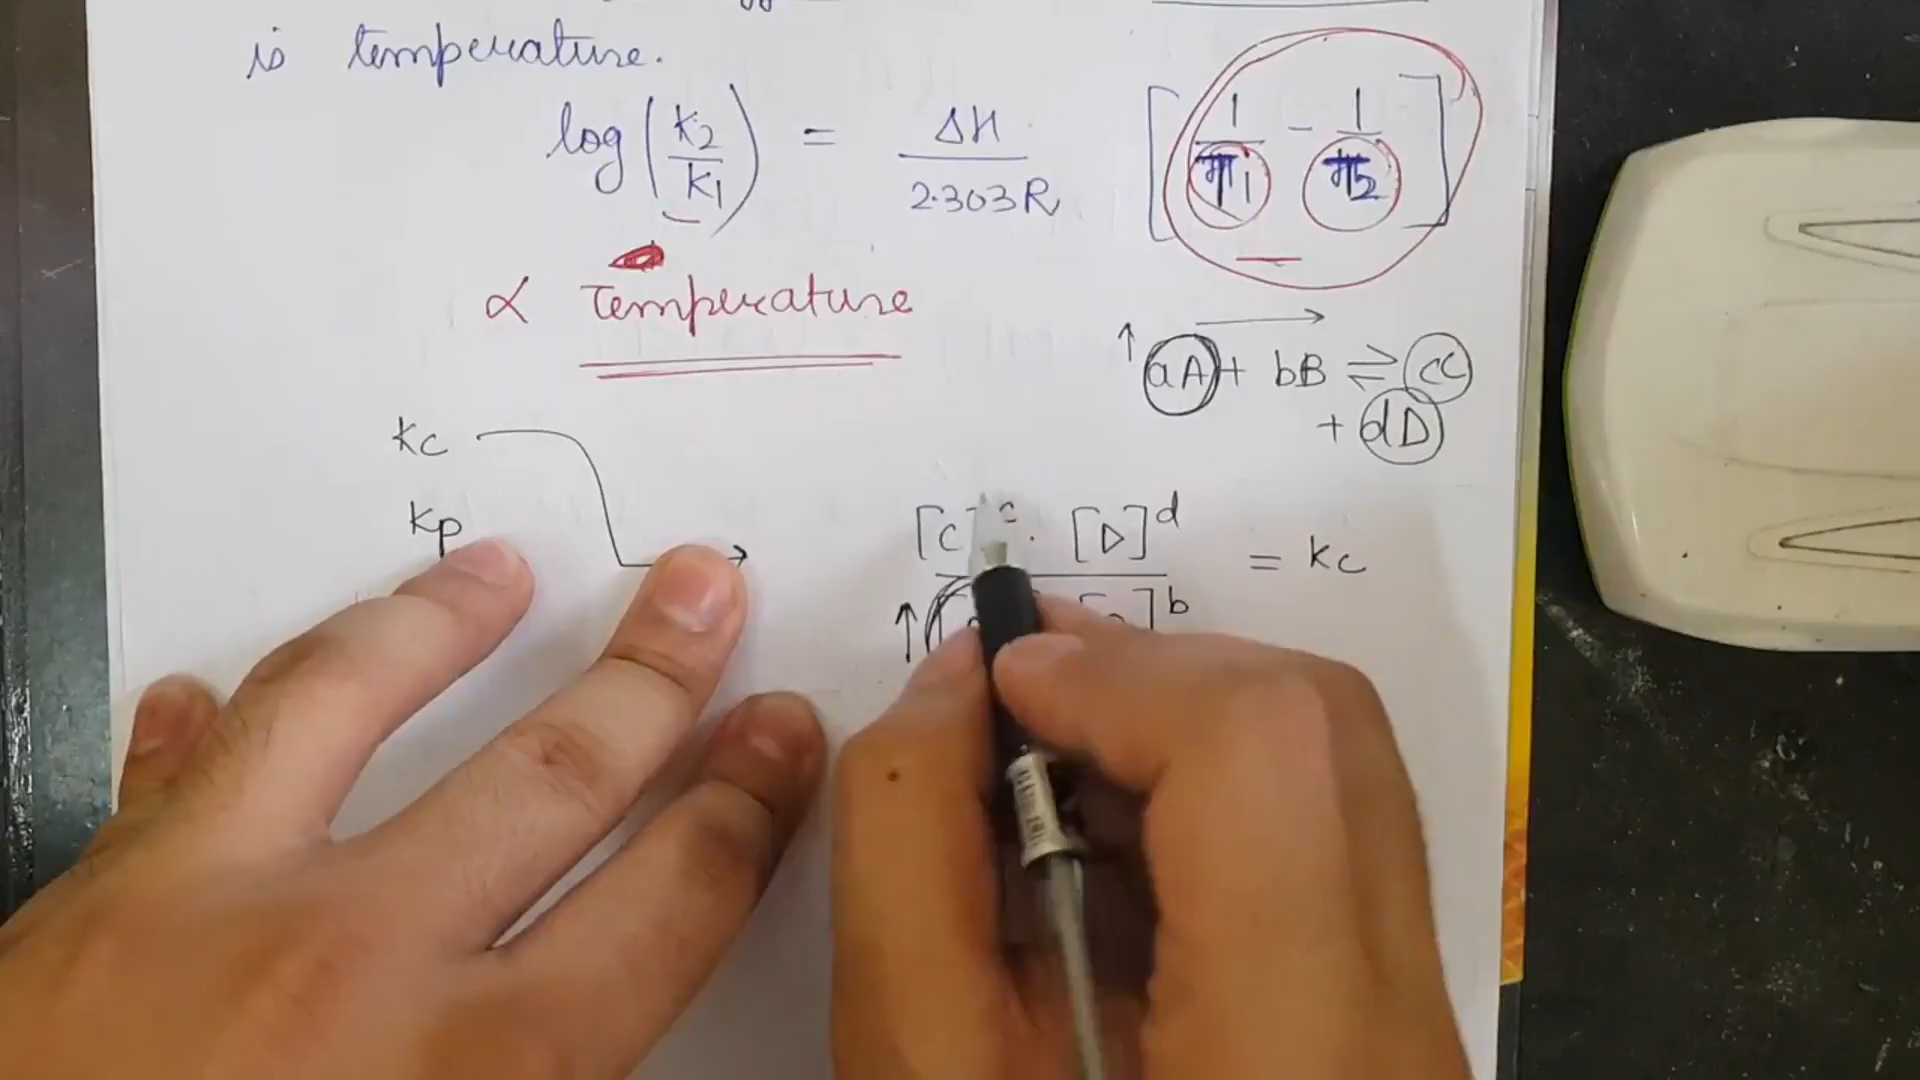 is temperature.
log (K2/K1) = ΔH/2.303R [1/T1 - 1/T2]
∝ Temperature
↑ aA + bB ⇌ cC
+ dD
Kc
Kp
[C]^c . [D]^d = Kc
↑ b